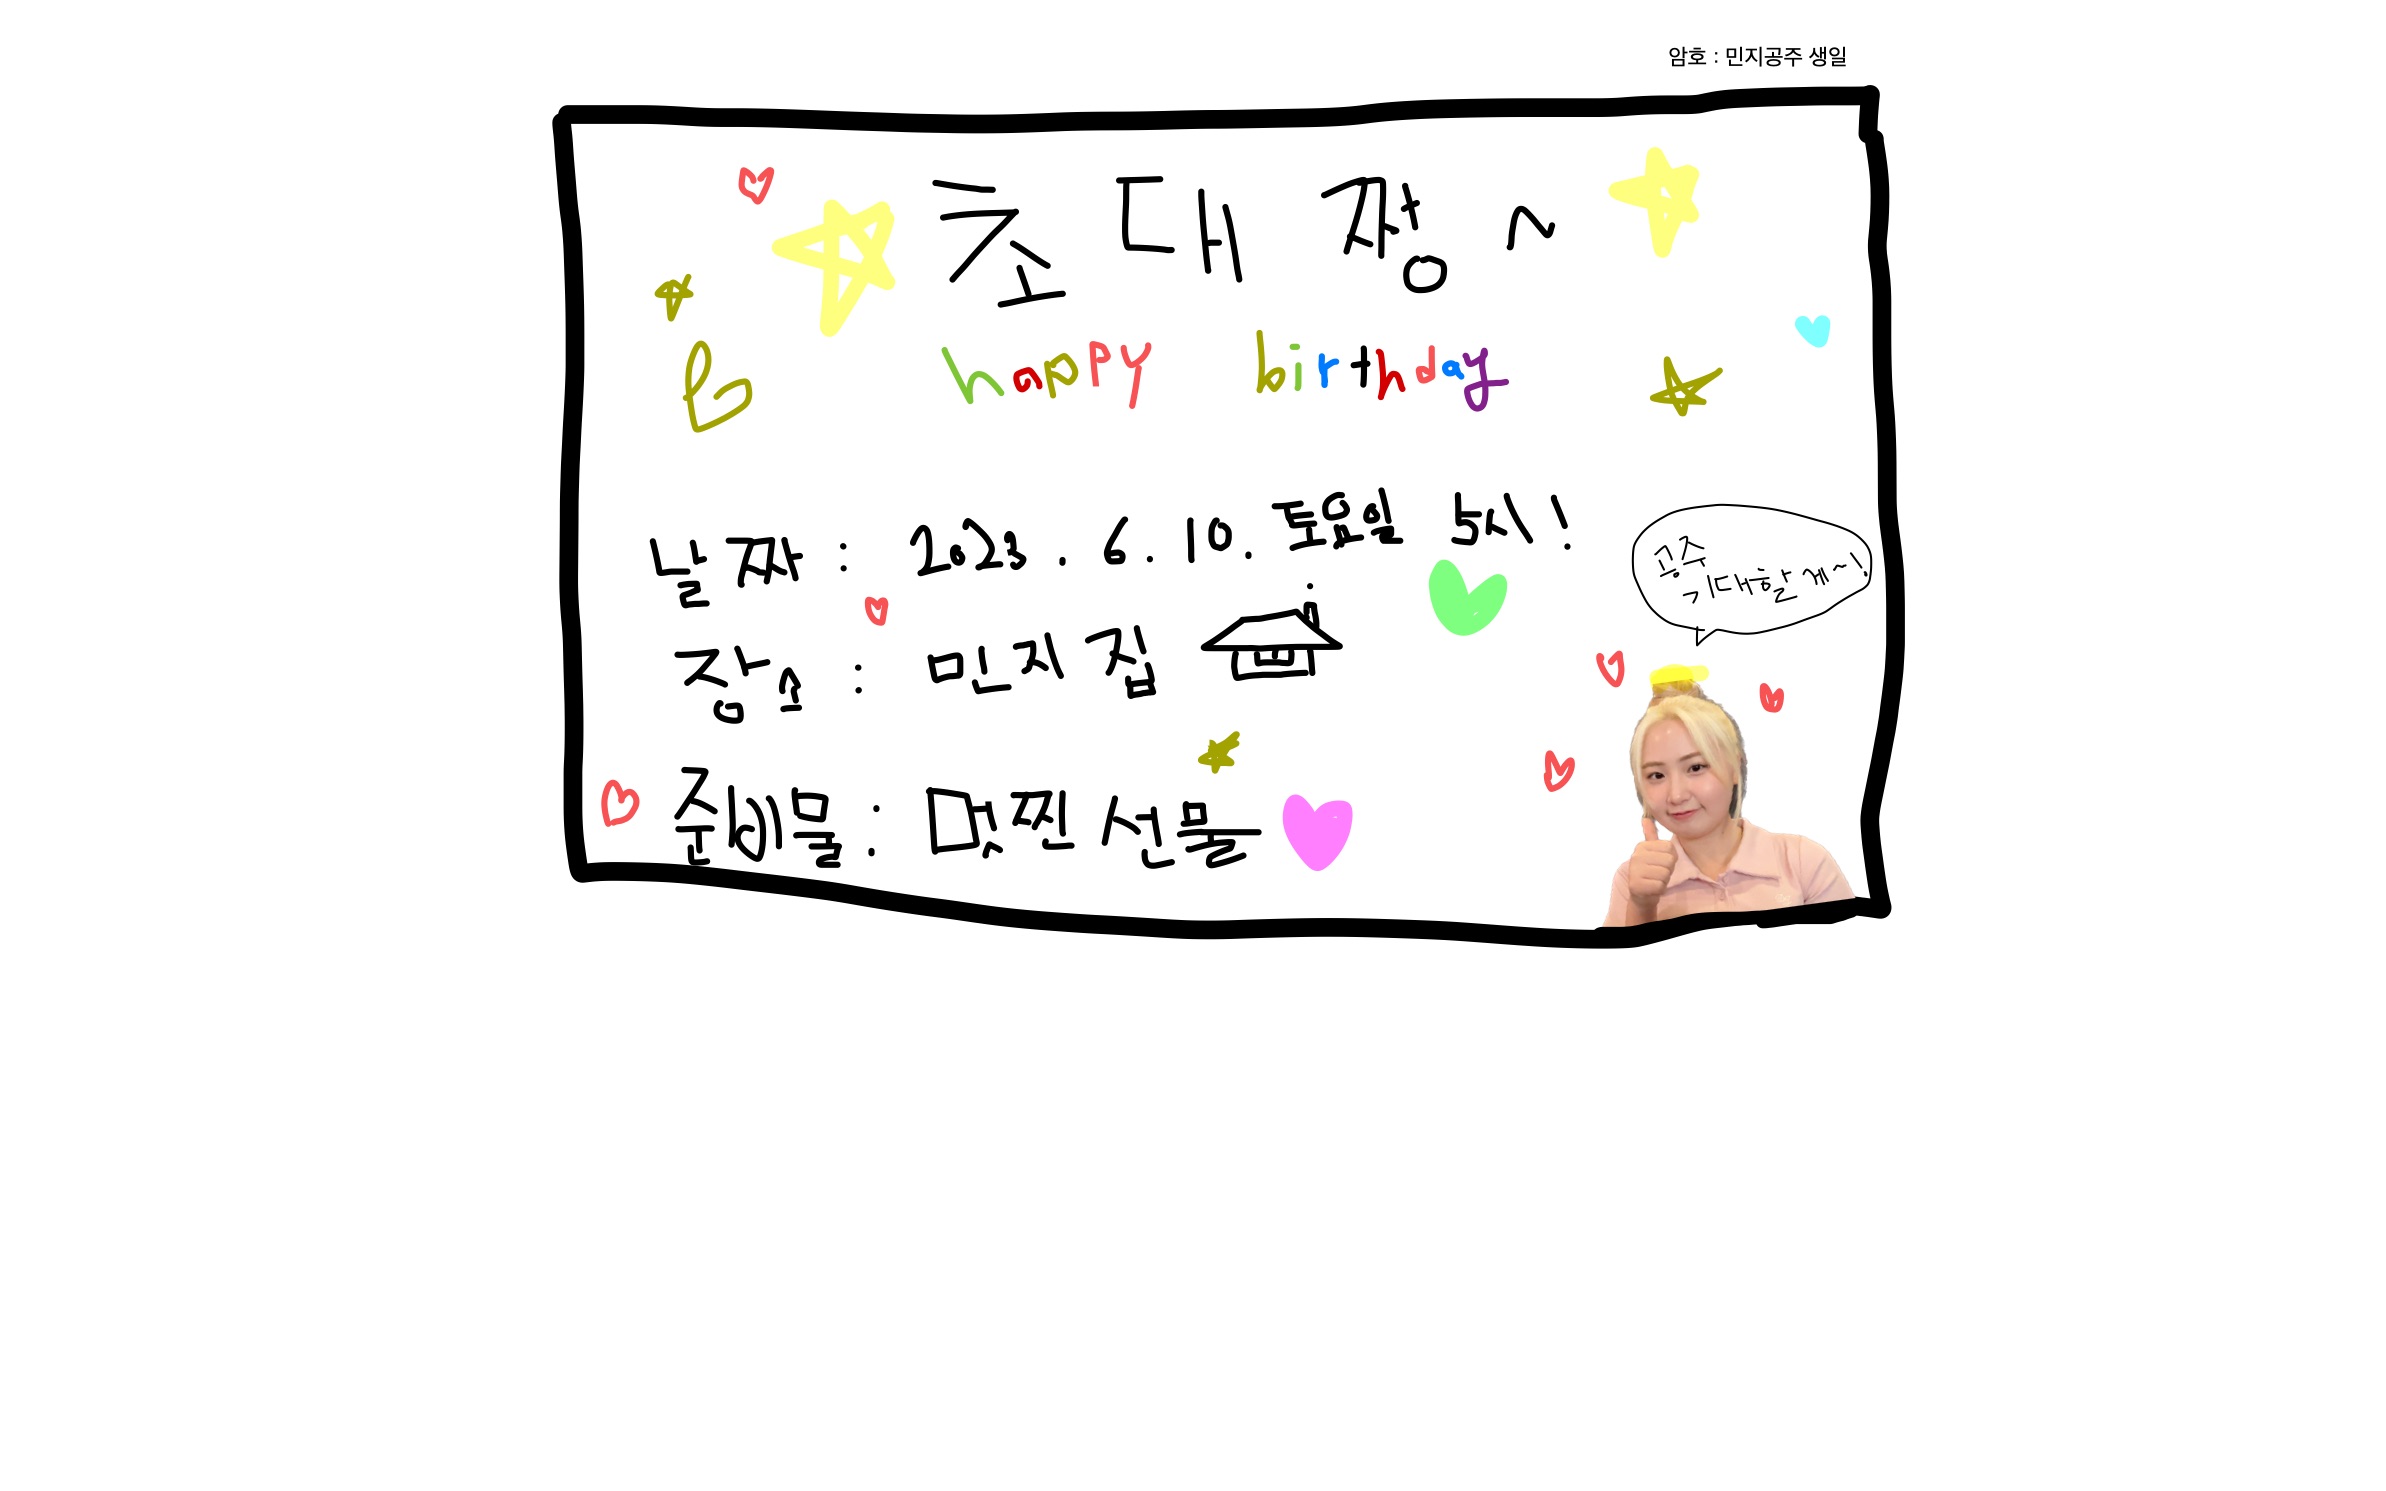 암호 : 민지공주 생일
초대장~
happy birthday
날짜 : 2023. 6. 10. 토요일 5시!
공주
기대할게~!
장소 : 민지집
준비물 : 멋찐 선물